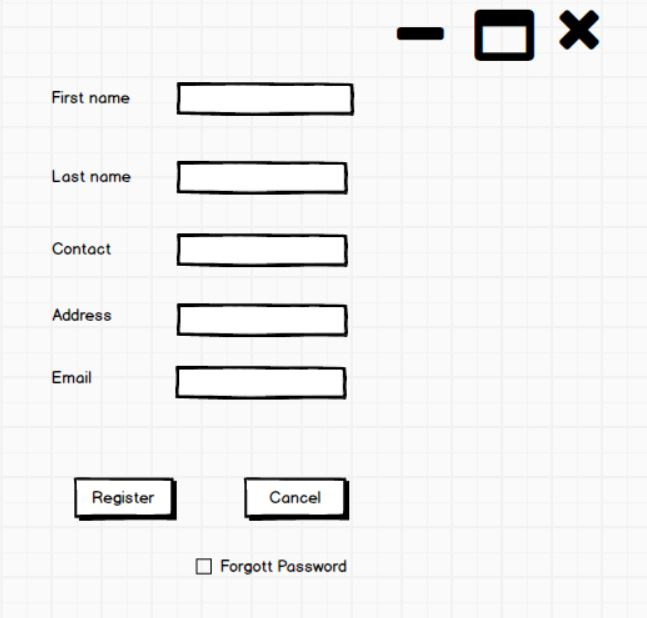 First name
Last name
Contact
Address
Email
Register Cancel
Forgott Password